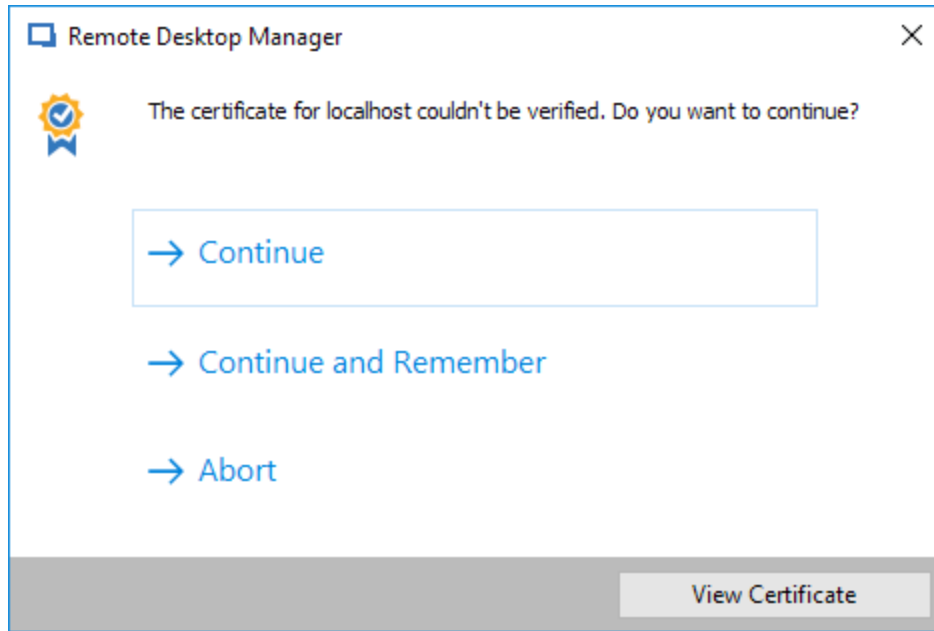 Remote Desktop Manager
The certificate for localhost couldn't be verified. Do you want to continue?
→ Continue
→ Continue and Remember
→ Abort
View Certificate